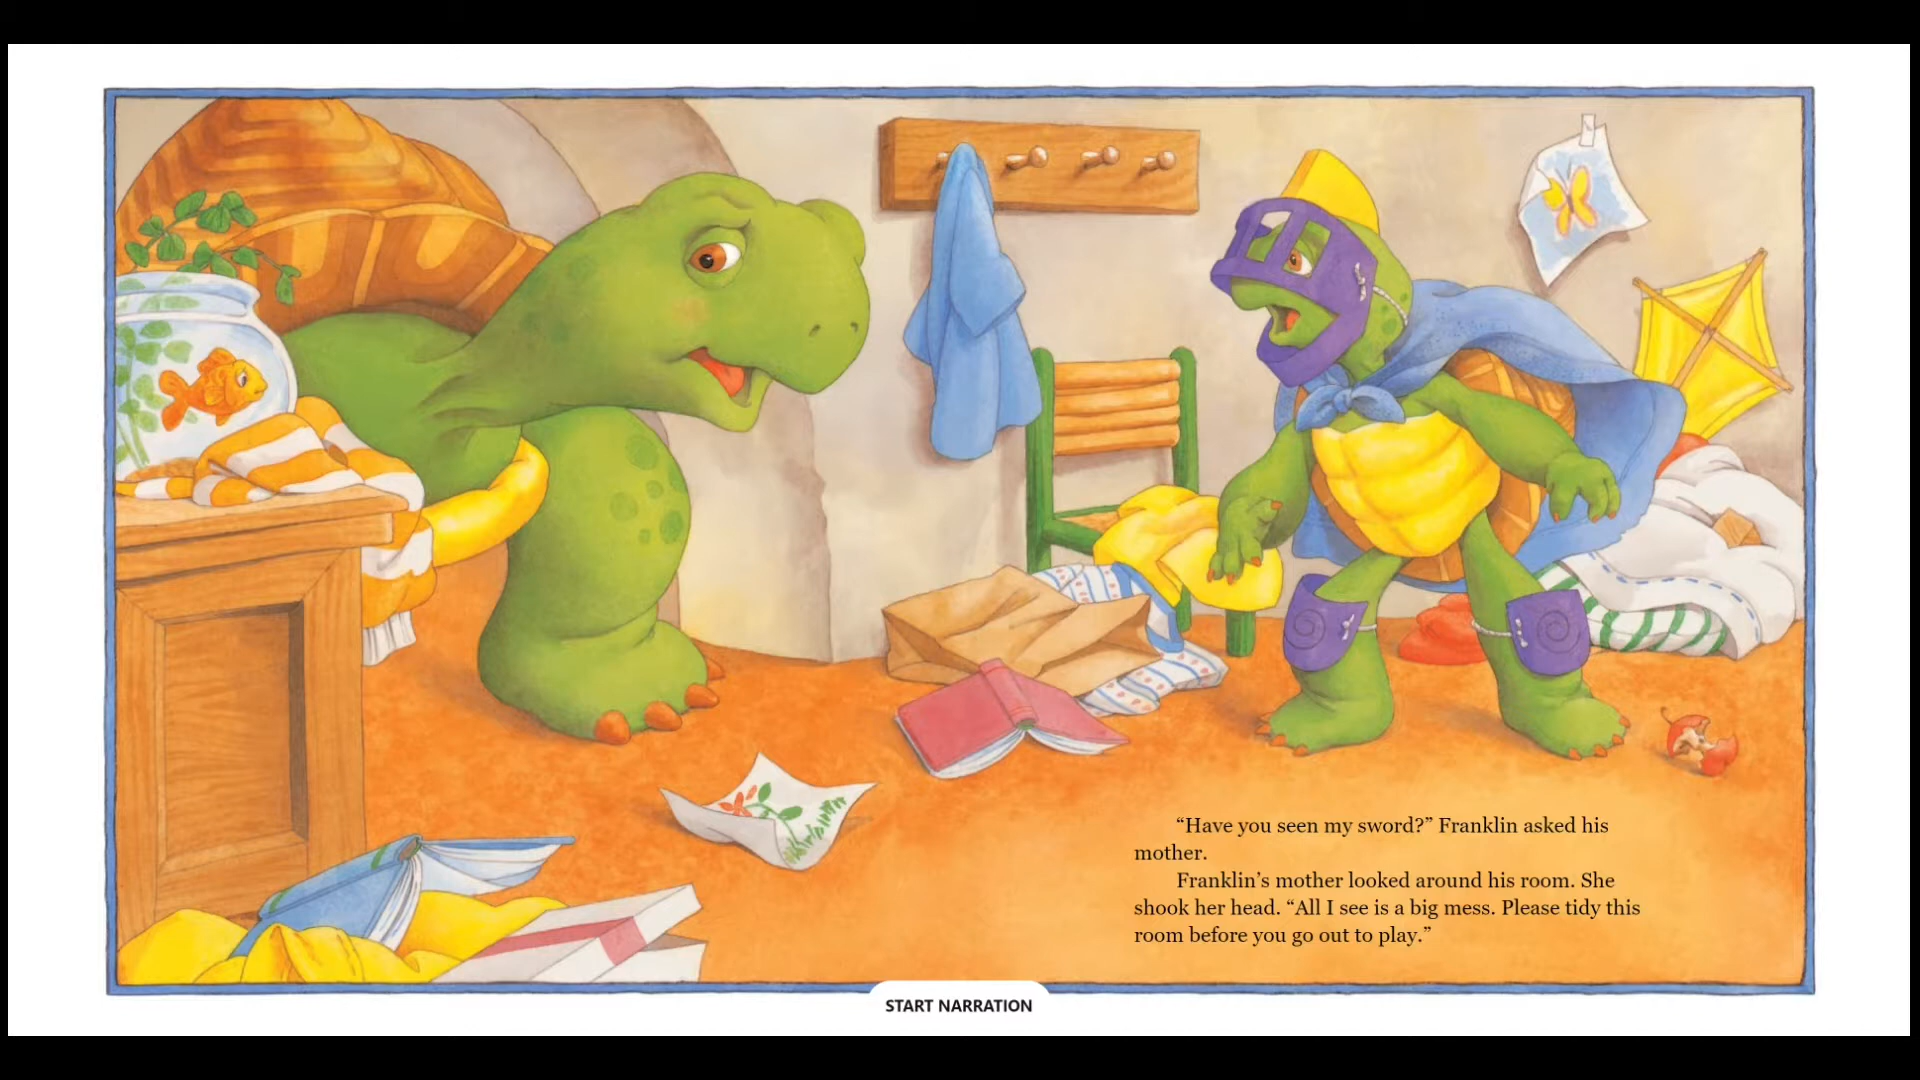 “Have you seen my sword?” Franklin asked his
mother.
Franklin’s mother looked around his room. She
shook her head. “All I see is a big mess. Please tidy this
room before you go out to play.”
START NARRATION